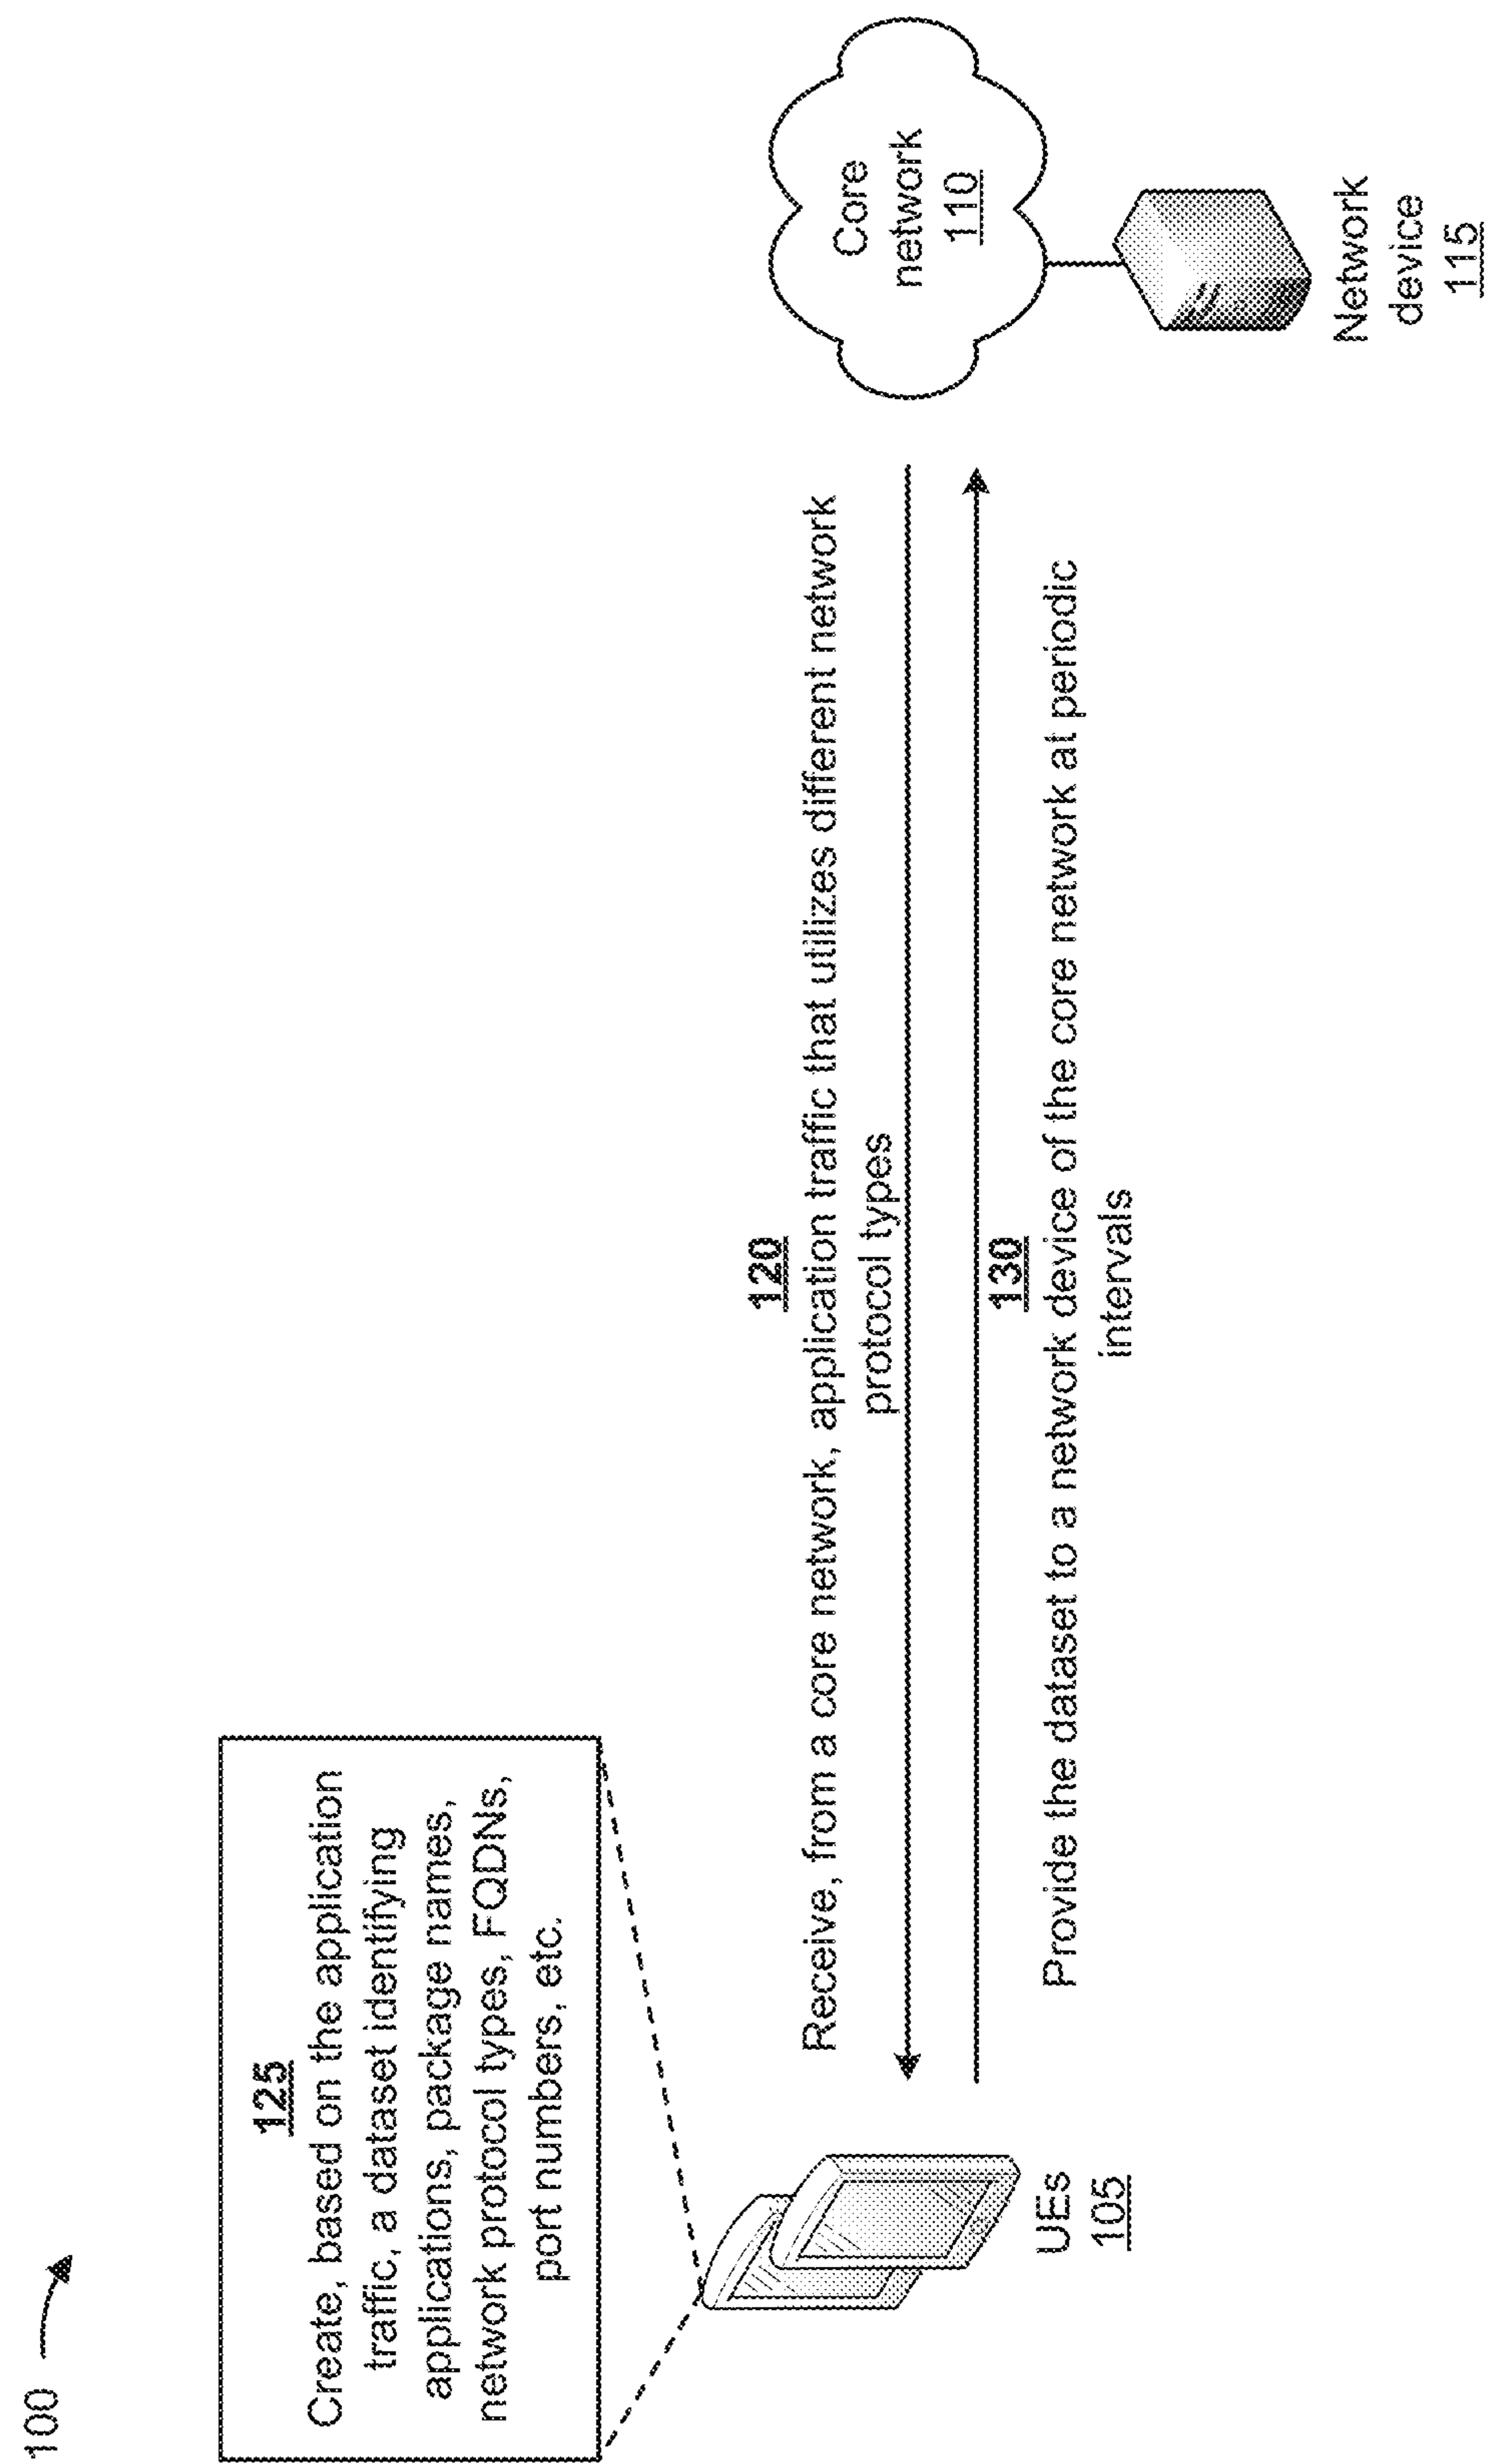 100
125
Create, based on the application
traffic, a dataset identifying
applications, package names,
network protocol types, FQDNs,
port numbers, etc.
120
Receive, from a core network, application traffic that utilizes different network
protocol types
130
Provide the dataset to a network device of the core network at periodic
intervals
UEs
105
Core
network
110
Network
device
115